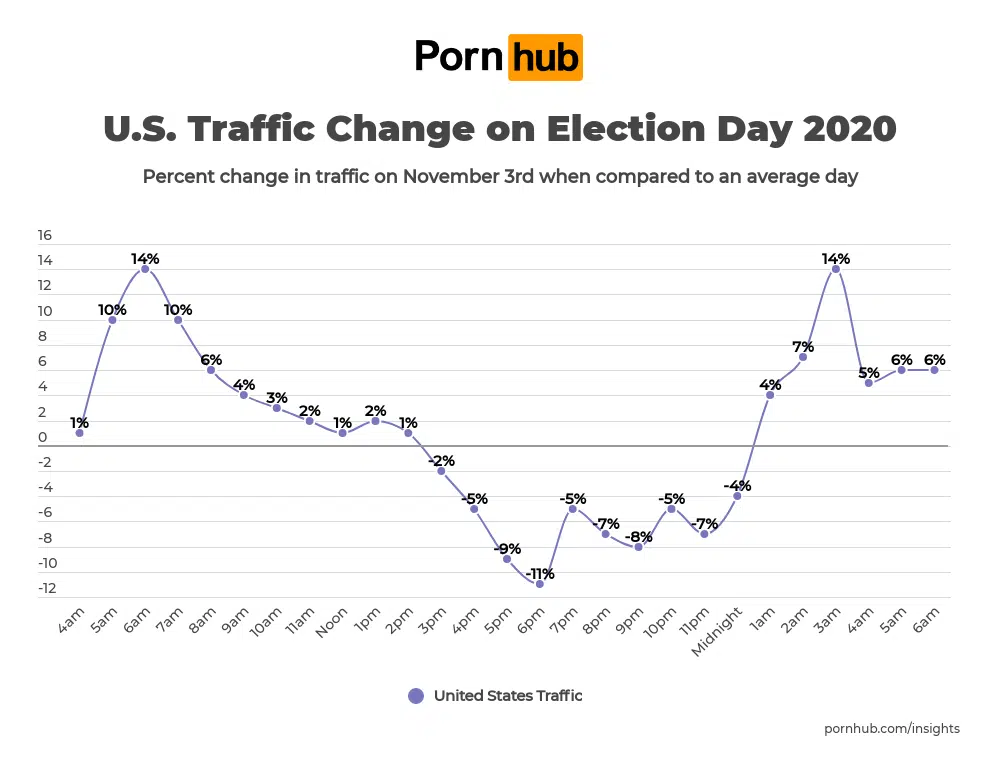 Pornhub
U.S. Traffic Change on Election Day 2020
Percent change in traffic on November 3rd when compared to an average day
16
14
12
10
8
6
4
2
0
-2
-4
-6
-8
-10
-12
1%
10%
14%
10%
6%
4%
3%
2%
1%
2%
1%
-2%
-5%
-9%
-11%
-5%
-7%
-8%
-5%
-7%
-4%
4%
7%
14%
5%
6%
6%
4am
5am
6am
7am
8am
9am
10am
11am
Noon
1pm
2pm
3pm
4pm
5pm
6pm
7pm
8pm
9pm
10pm
11pm
Midnight
1am
2am
3am
4am
5am
6am
United States Traffic
pornhub.com/insights